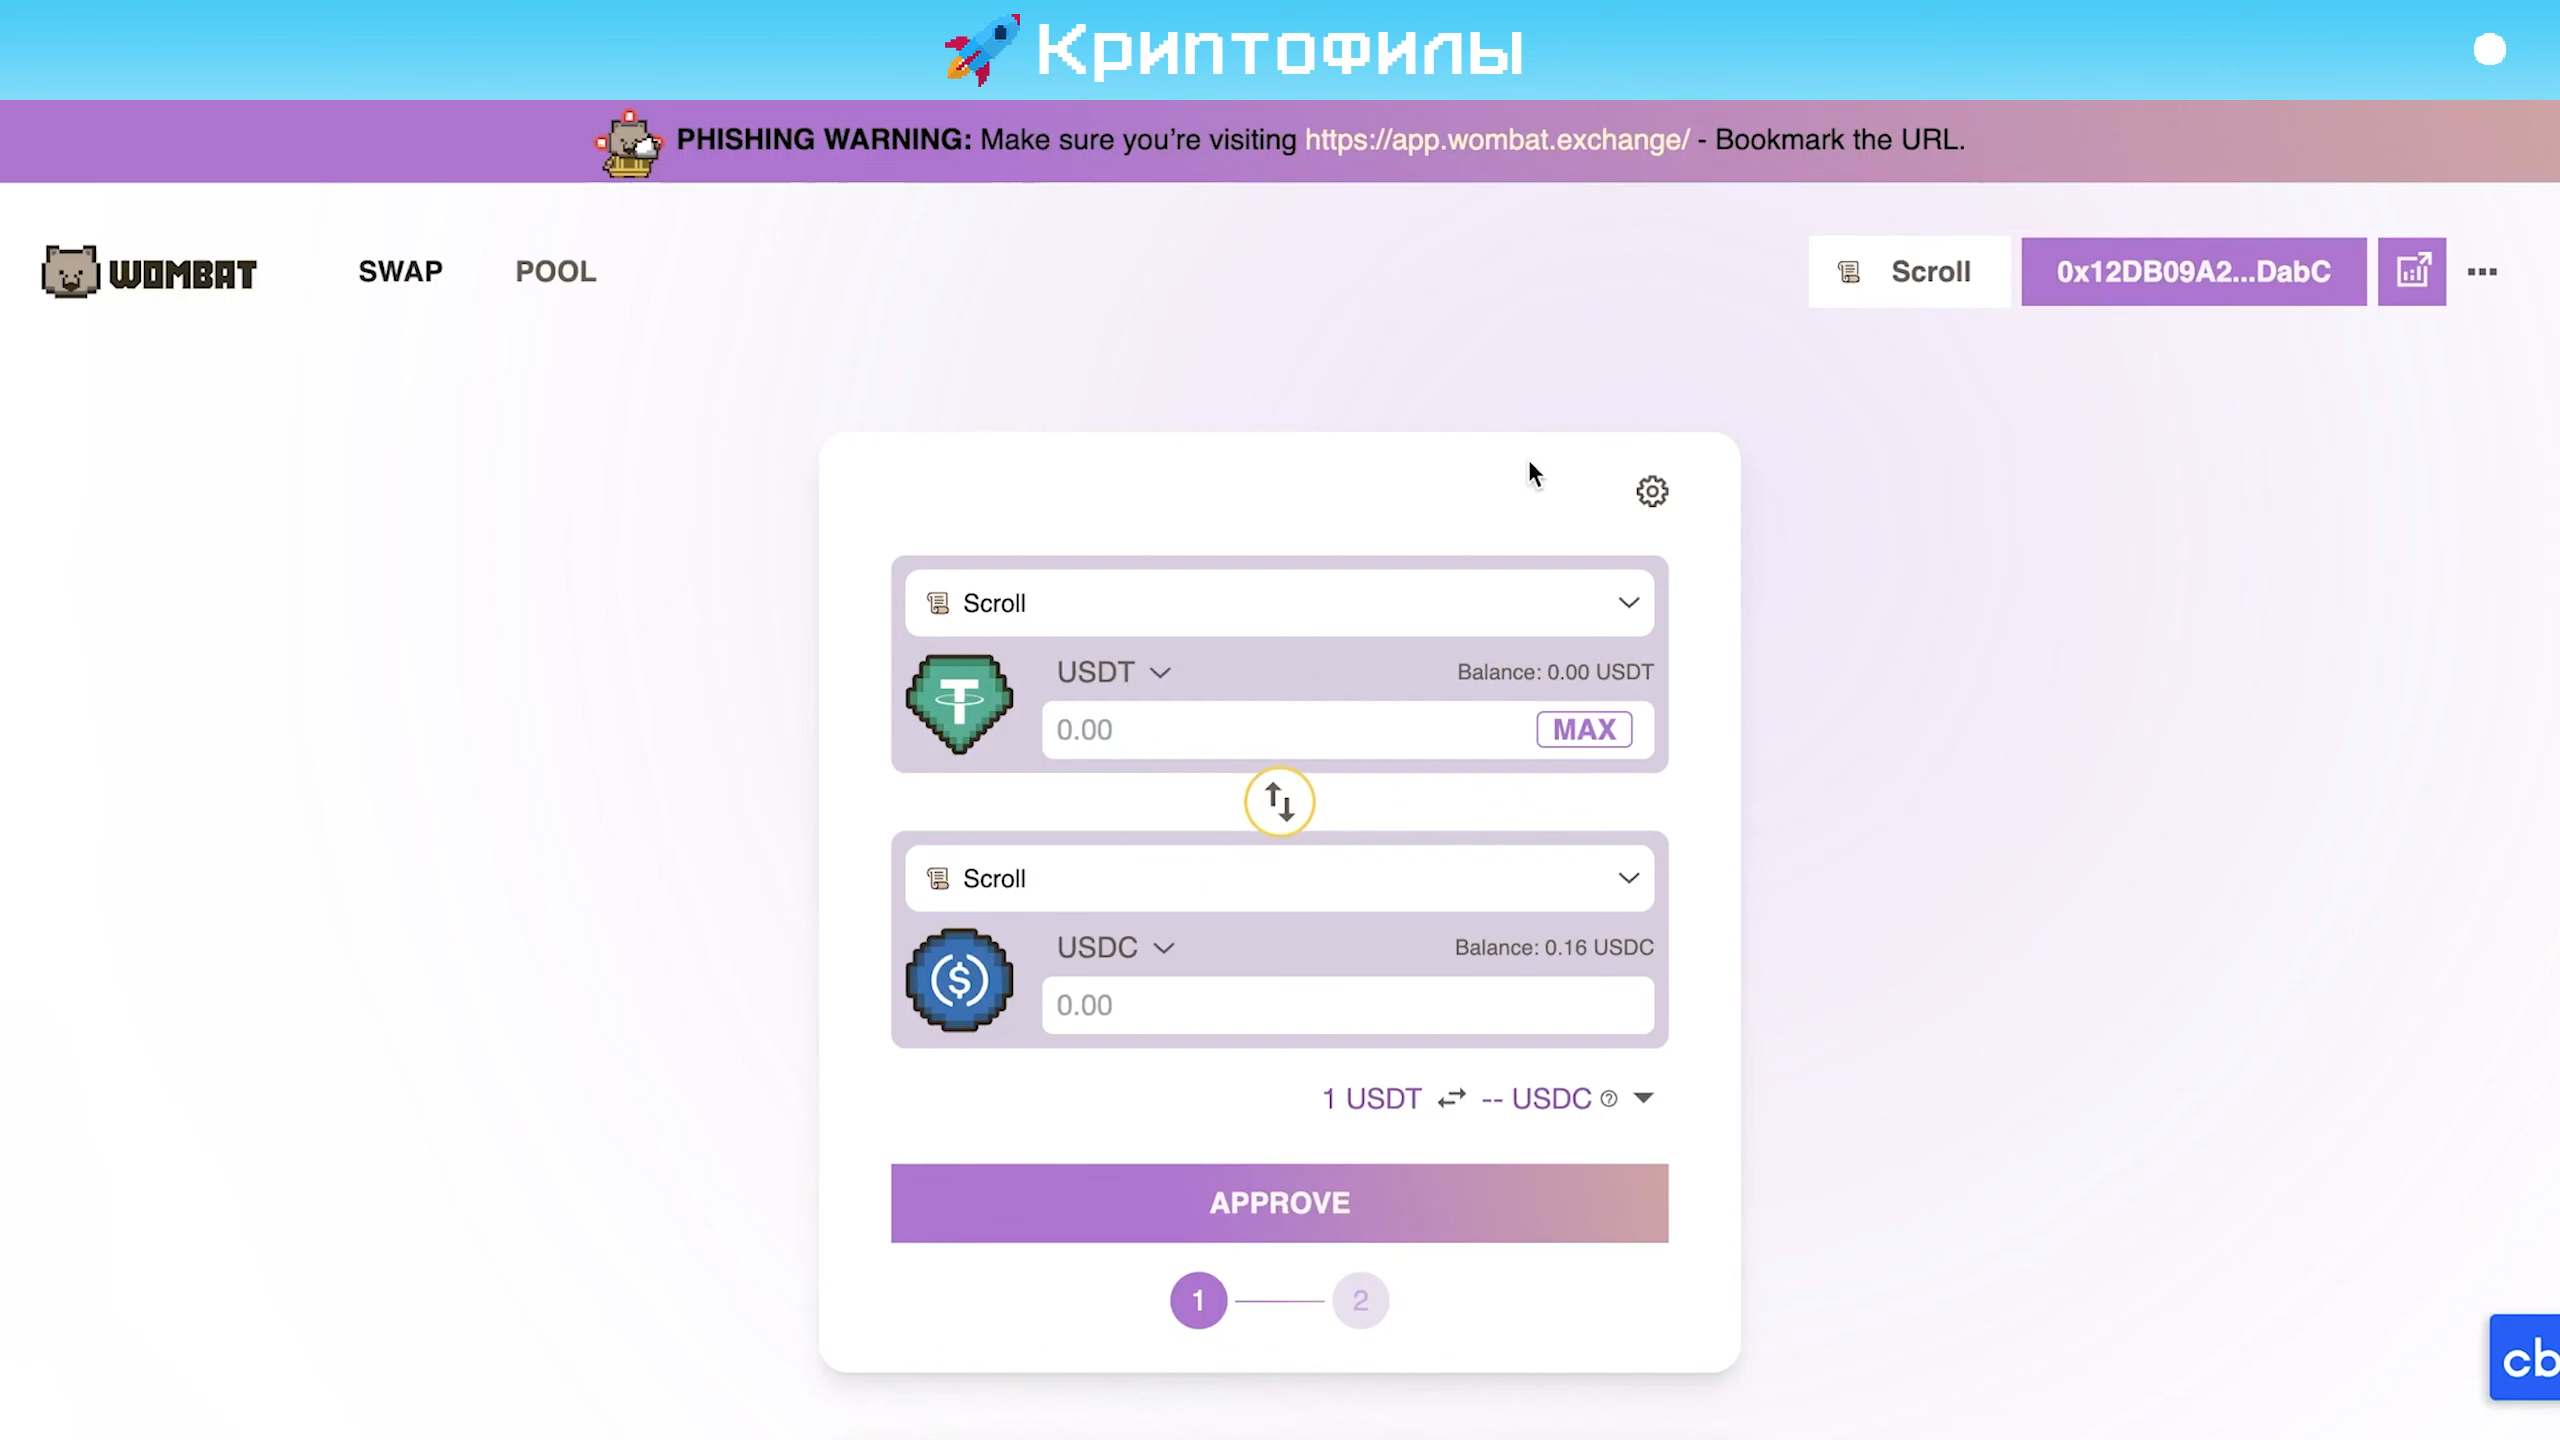 Криптофилы
PHISHING WARNING: Make sure you're visiting https://app.wombat.exchange/ - Bookmark the URL.
WOMBAT
SWAP
POOL
Scroll
0x12DB09A2...DabC
Scroll
USDT
Balance: 0.00 USDT
0.00
MAX
Scroll
USDC
Balance: 0.16 USDC
0.00
1 USDT -- USDC
APPROVE
1
2
cb